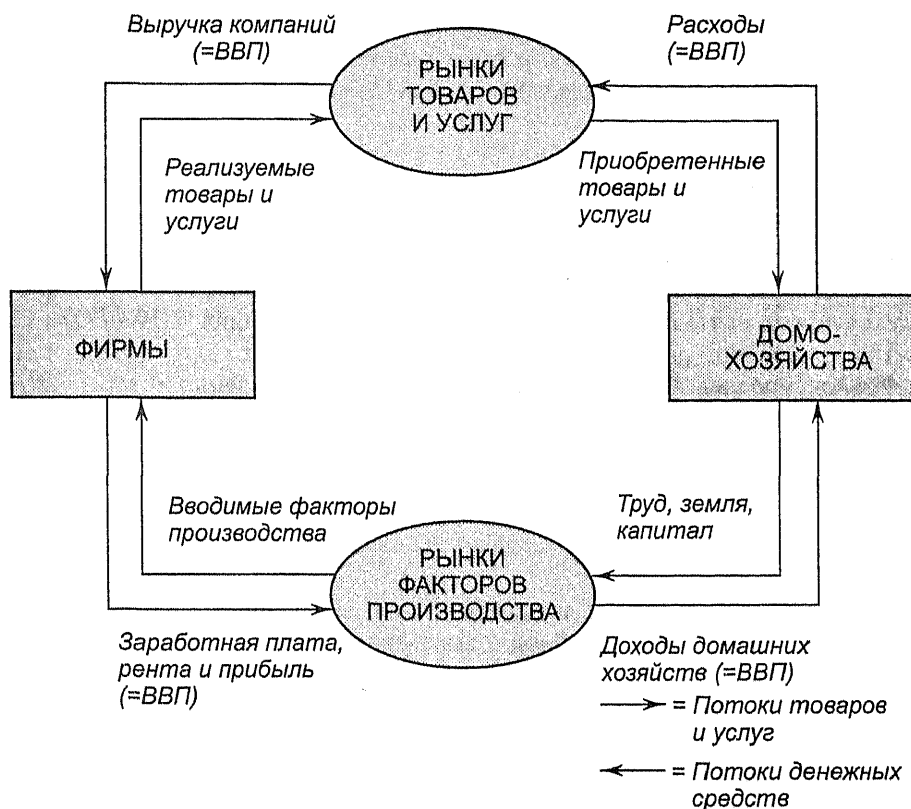 Выручка компаний
(=ВВП)
Расходы
(=ВВП)
РЫНКИ
ТОВАРОВ
И УСЛУГ
Реализуемые
товары и
услуги
Приобретенные
товары и
услуги
ФИРМЫ
ДОМО-
ХОЗЯЙСТВА
Вводимые факторы
производства
Труд, земля,
капитал
РЫНКИ
ФАКТОРОВ
ПРОИЗВОДСТВА
Заработная плата,
рента и прибыль
(=ВВП)
Доходы домашних
хозяйств (=ВВП)
= Потоки товаров
и услуг
= Потоки денежных
средств